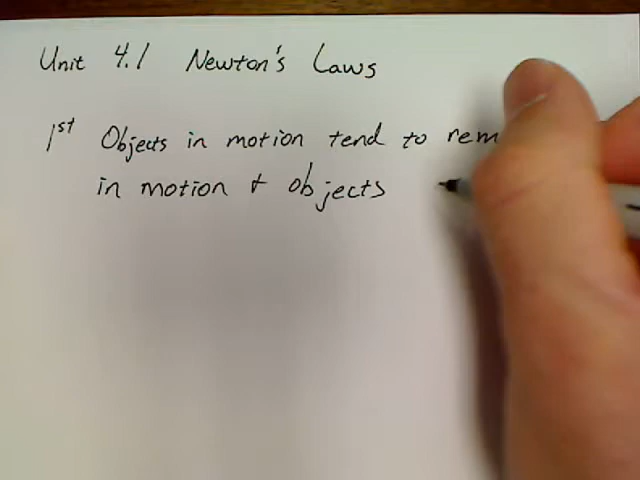 Unit 4.1 Newton's Laws
1st Objects in motion tend to rem
in motion & objects